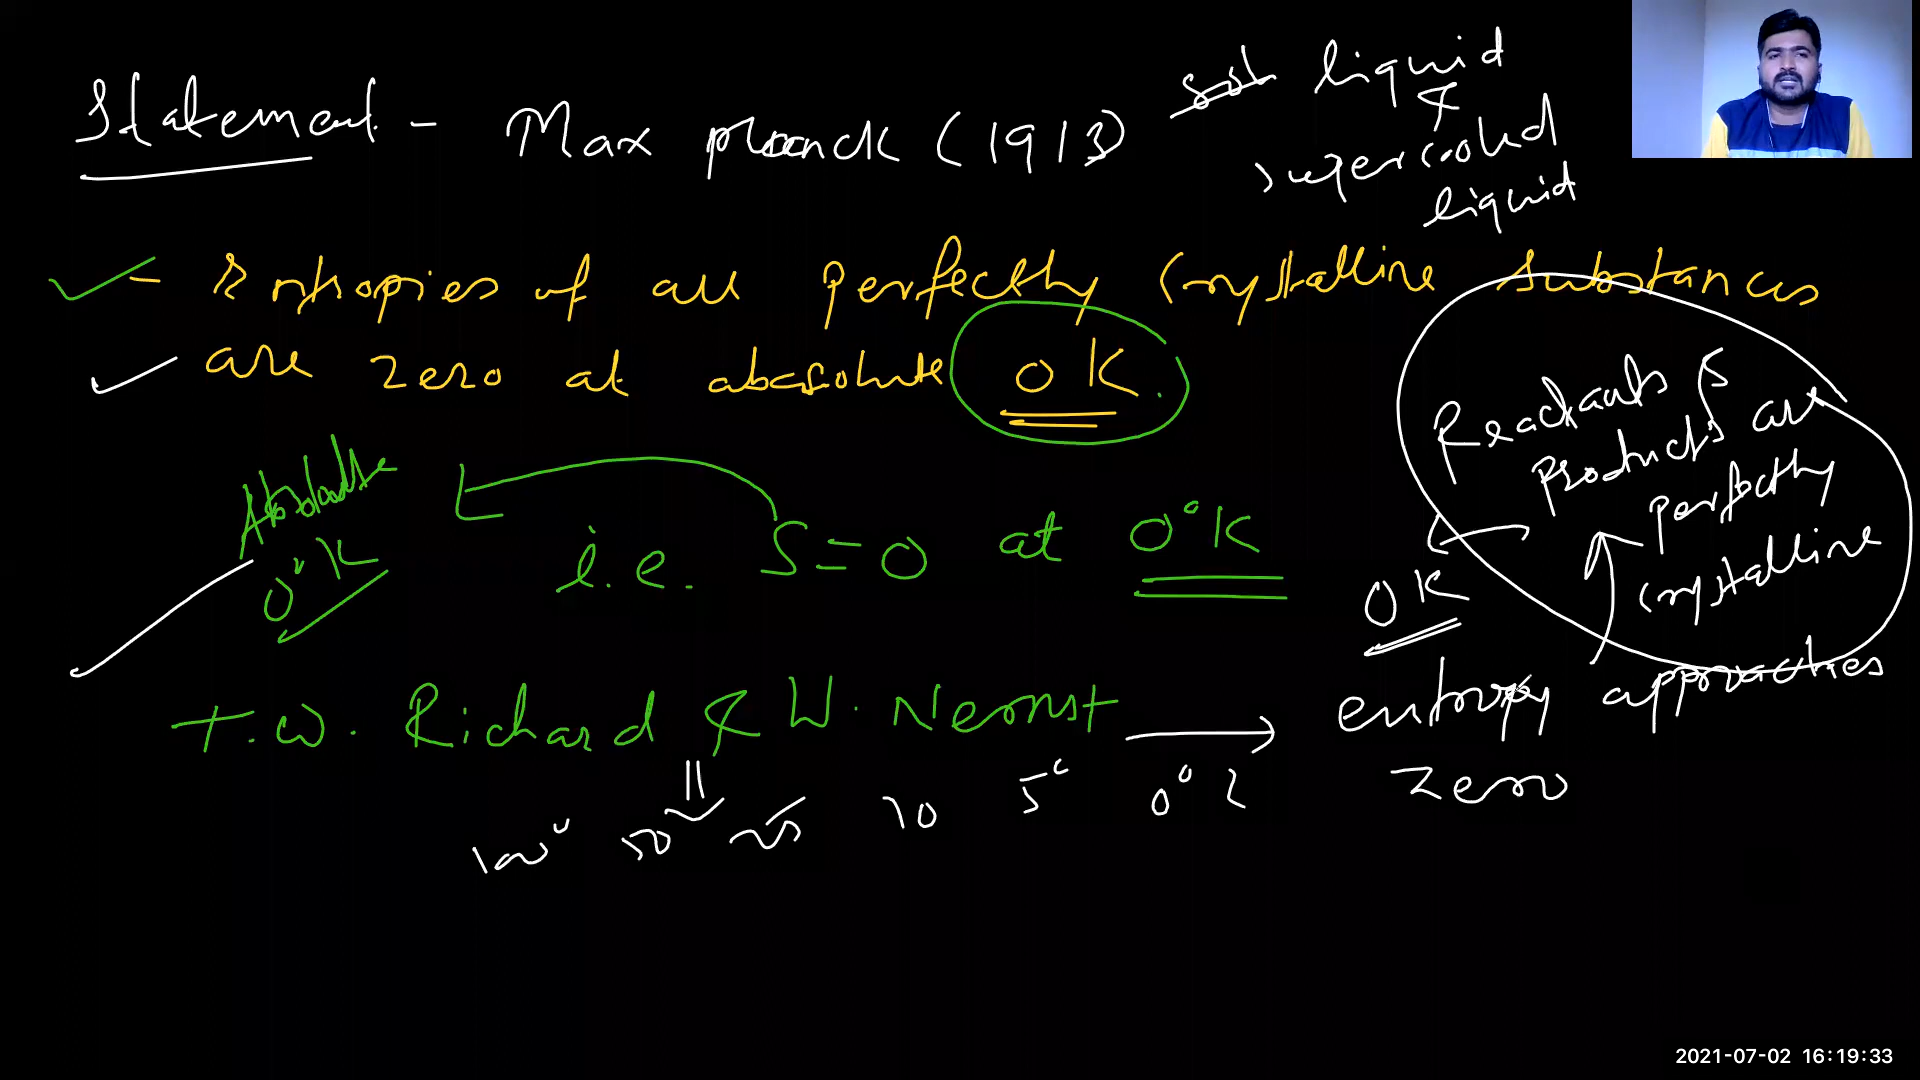 Statement - Max planck (1913)
liquid
&
supercooled
liquid
- Entropies of all perfectly crystalline substances
are zero at absolute 0 K.
Reactants &
Products are
perfectly
crystalline
Absolute
0°K
i.e. S=0 at 0°K
0 K
T.W. Richard & W. Nernst → entropy approaches
zero
100° 50 25 10 5° 0°
2021-07-02 16:19:33